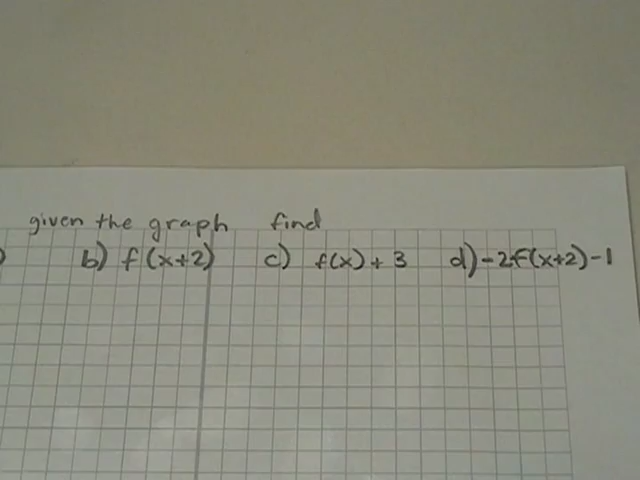 given the graph find
) b) f(x+2) c) f(x) + 3 d) -2f(x+2)-1